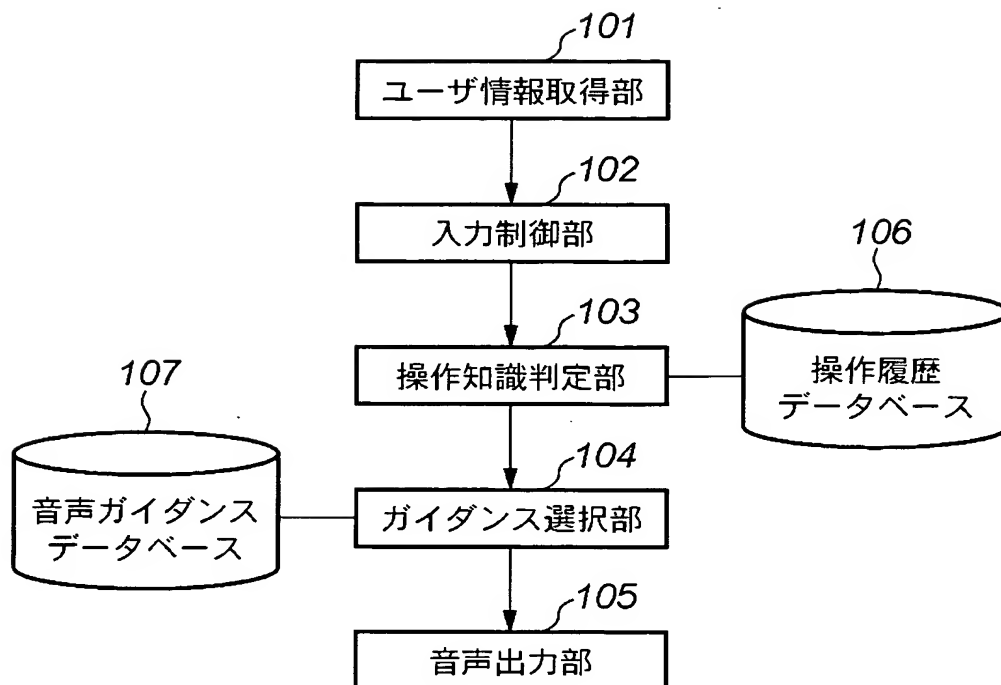 101
ユーザ情報取得部
102
入力制御部
106
103
操作知識判定部
操作履歴
データベース
107
104
音声ガイダンス
データベース
ガイダンス選択部
105
音声出力部